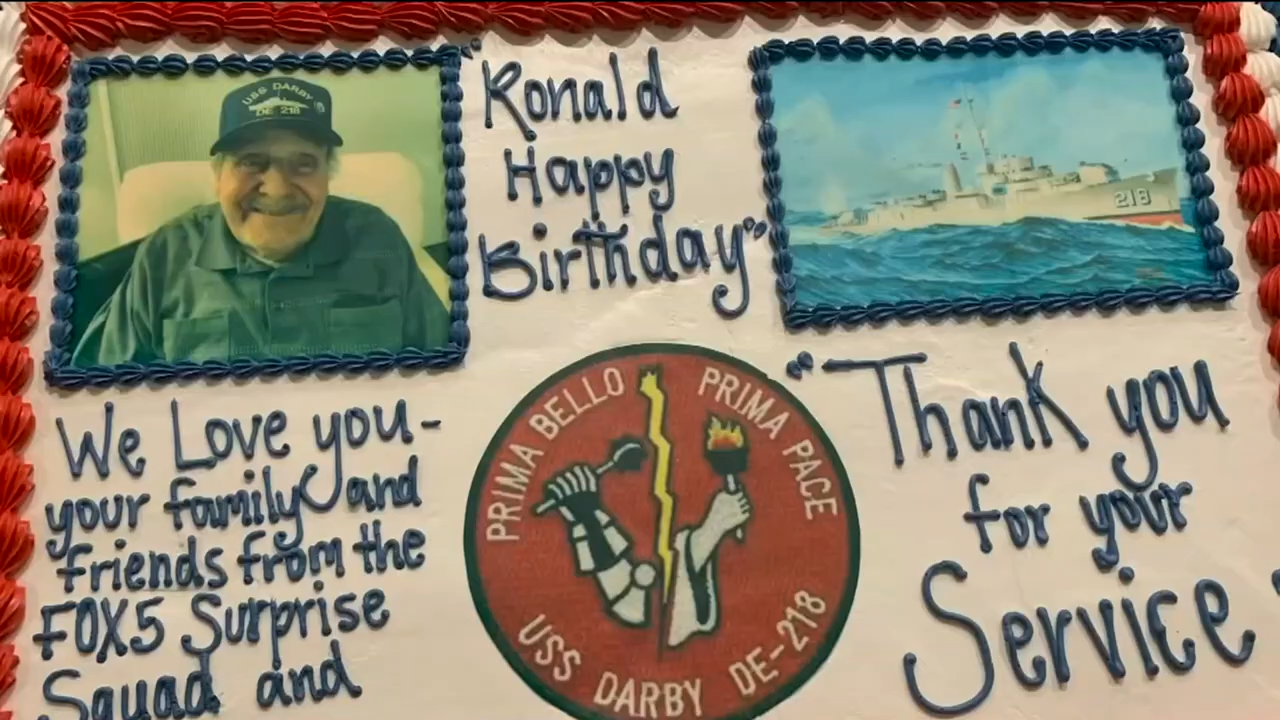 USS DARBY
DE 218
"Ronald
Happy
Birthday"
218
We Love you-
your family and
friends from the
FOX5 Surprise
Squad and
PRIMA BELLO PRIMA PACE
USS DARBY DE-218
"Thank you
for your
Service"